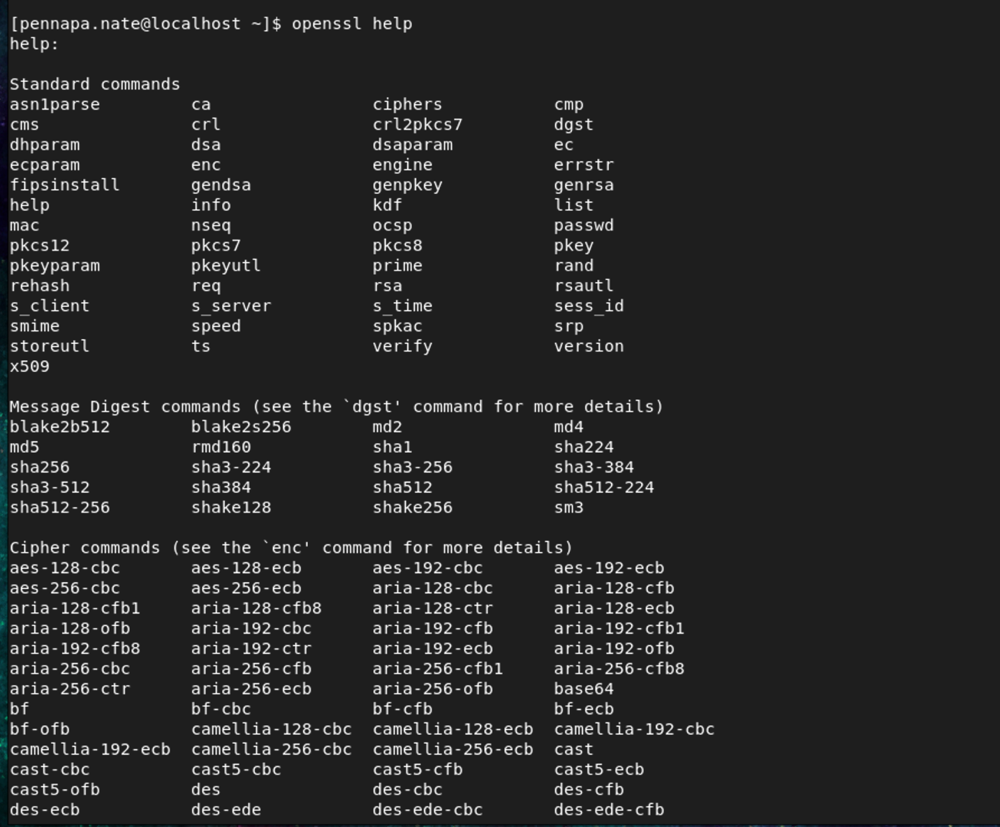 [pennapa.nate@localhost ~]$ openssl help
help:

Standard commands
asn1parse         ca                ciphers           cmp
cms               crl               crl2pkcs7         dgst
dhparam           dsa               dsaparam          ec
ecparam           enc               engine            errstr
fipsinstall       gendsa            genpkey           genrsa
help              info              kdf               list
mac               nseq              ocsp              passwd
pkcs12            pkcs7             pkcs8             pkey
pkeyparam         pkeyutl           prime             rand
rehash            req               rsa               rsautl
s_client          s_server          s_time            sess_id
smime             speed             spkac             srp
storeutl          ts                verify            version
x509

Message Digest commands (see the `dgst' command for more details)
blake2b512        blake2s256        md2               md4
md5               rmd160            sha1              sha224
sha256            sha3-224          sha3-256          sha3-384
sha3-512          sha384            sha512            sha512-224
sha512-256        shake128          shake256          sm3

Cipher commands (see the `enc' command for more details)
aes-128-cbc       aes-128-ecb       aes-192-cbc       aes-192-ecb
aes-256-cbc       aes-256-ecb       aria-128-cbc      aria-128-cfb
aria-128-cfb1     aria-128-cfb8     aria-128-ctr      aria-128-ecb
aria-128-ofb      aria-192-cbc      aria-192-cfb      aria-192-cfb1
aria-192-cfb8     aria-192-ctr      aria-192-ecb      aria-192-ofb
aria-256-cbc      aria-256-cfb      aria-256-cfb1     aria-256-cfb8
aria-256-ctr      aria-256-ecb      aria-256-ofb      base64
bf                bf-cbc            bf-cfb            bf-ecb
bf-ofb            camellia-128-cbc  camellia-128-ecb  camellia-192-cbc
camellia-192-ecb  camellia-256-cbc  camellia-256-ecb  cast
cast-cbc          cast5-cbc         cast5-cfb         cast5-ecb
cast5-ofb         des               des-cbc           des-cfb
des-ecb           des-ede           des-ede-cbc       des-ede-cfb